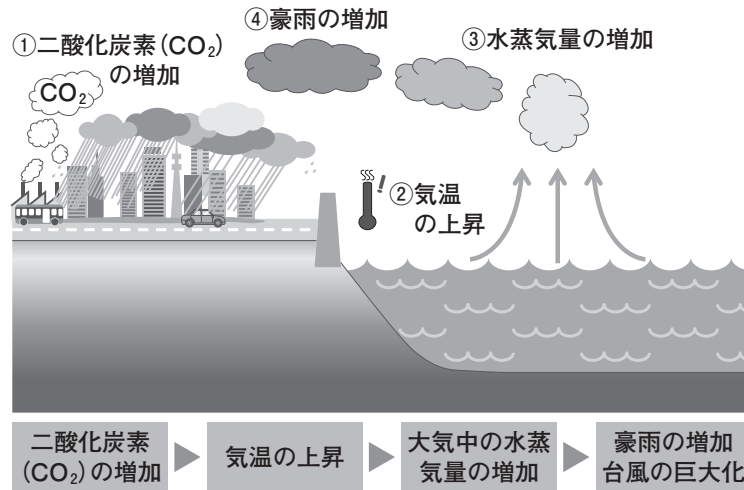 ①二酸化炭素(CO₂)
の増加
④豪雨の増加
③水蒸気量の増加
CO₂
②気温
の上昇
二酸化炭素
(CO₂)の増加
気温の上昇
大気中の水蒸
気量の増加
豪雨の増加
台風の巨大化